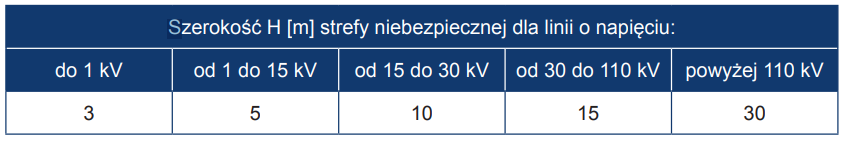 Szerokość H [m] strefy niebezpiecznej dla linii o napięciu:
do 1 kV od 1 do 15 kV od 15 do 30 kV od 30 do 110 kV powyżej 110 kV
3 5 10 15 30